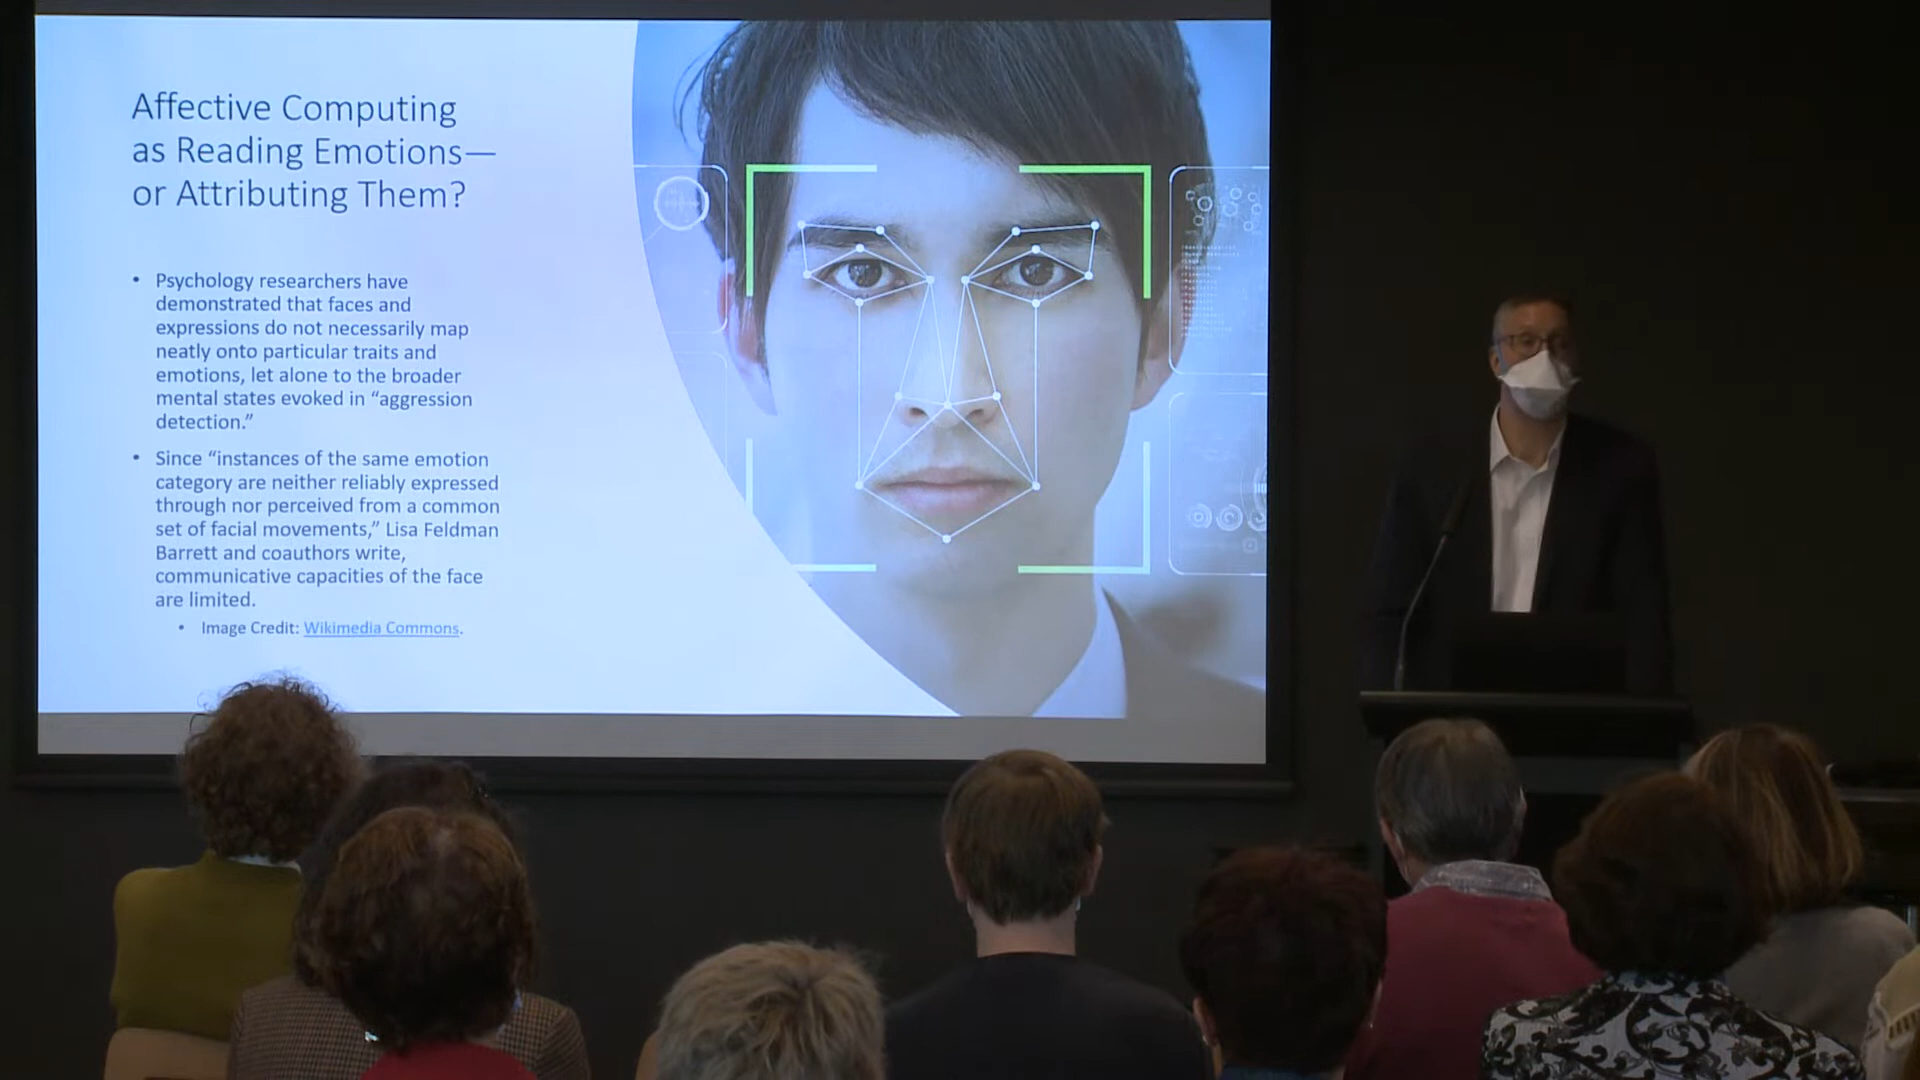 Affective Computing
as Reading Emotions—
or Attributing Them?
• Psychology researchers have
demonstrated that faces and
expressions do not necessarily map
neatly onto particular traits and
emotions, let alone to the broader
mental states evoked in “aggression
detection.”
• Since “instances of the same emotion
category are neither reliably expressed
through nor perceived from a common
set of facial movements,” Lisa Feldman
Barrett and coauthors write,
communicative capacities of the face
are limited.
• Image Credit: Wikimedia Commons.